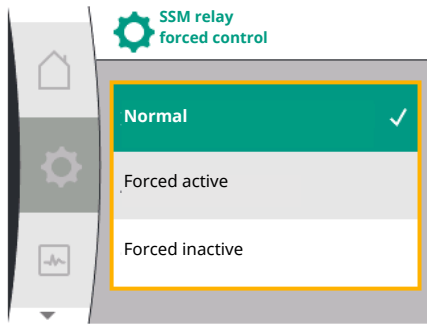 SSM relay
forced control
Normal
Forced active
Forced inactive